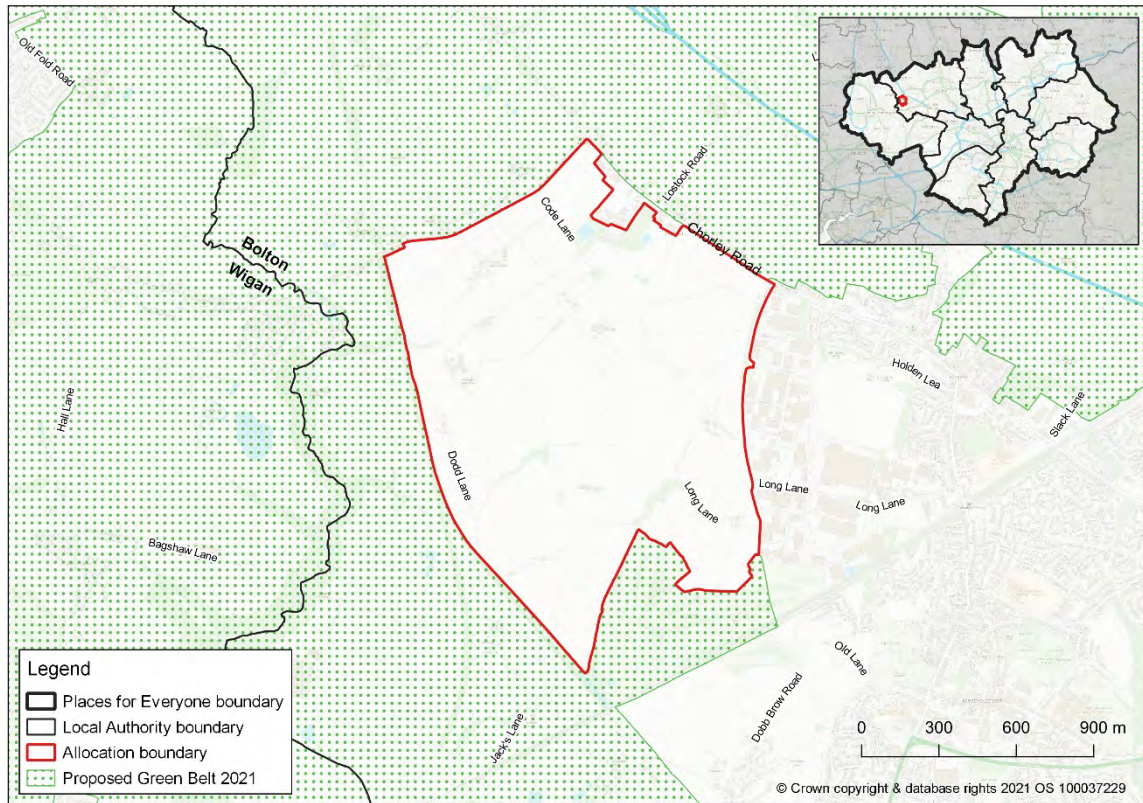 Old Fold Road
Lostock Road
Code Lane
Chorley Road
Bolton
Wigan
Holden Lea
Hall Lane
Slack Lane
Dodd Lane
Long Lane
Long Lane
Long Lane
Bagshaw Lane
Old Lane
Dobb Brow Road
Jack's Lane
Legend
Places for Everyone boundary
Local Authority boundary
Allocation boundary
Proposed Green Belt 2021
0 300 600 900 m
© Crown copyright & database rights 2021 OS 100037229